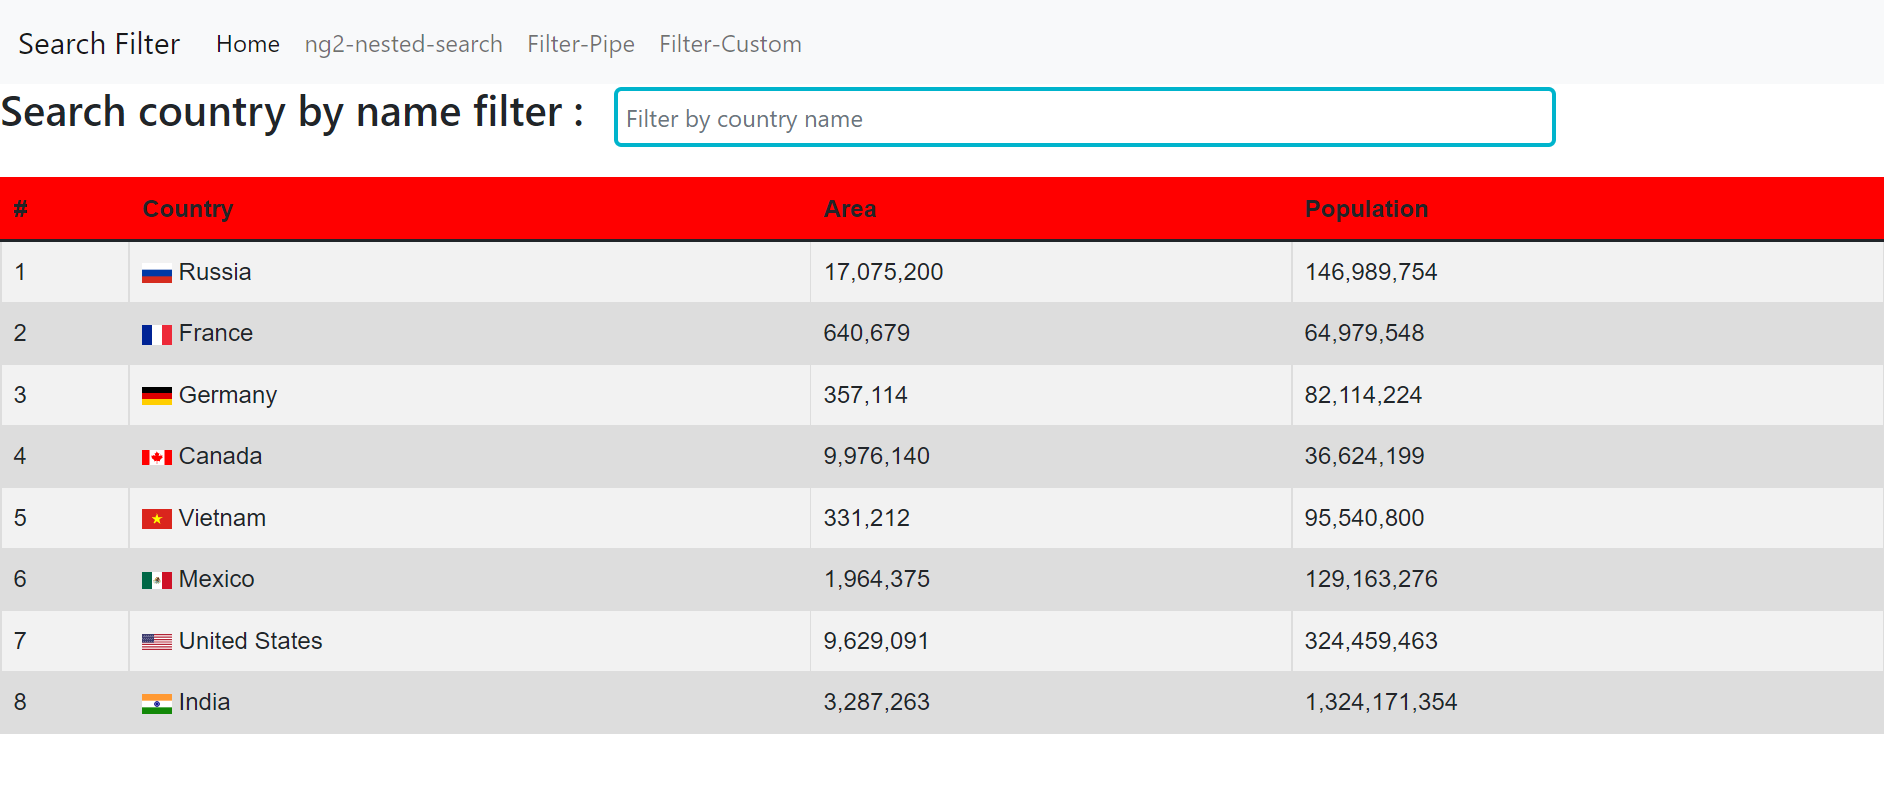 Search Filter Home ng2-nested-search Filter-Pipe Filter-Custom
Search country by name filter : Filter by country name
# Country Area Population
1 Russia 17,075,200 146,989,754
2 France 640,679 64,979,548
3 Germany 357,114 82,114,224
4 Canada 9,976,140 36,624,199
5 Vietnam 331,212 95,540,800
6 Mexico 1,964,375 129,163,276
7 United States 9,629,091 324,459,463
8 India 3,287,263 1,324,171,354